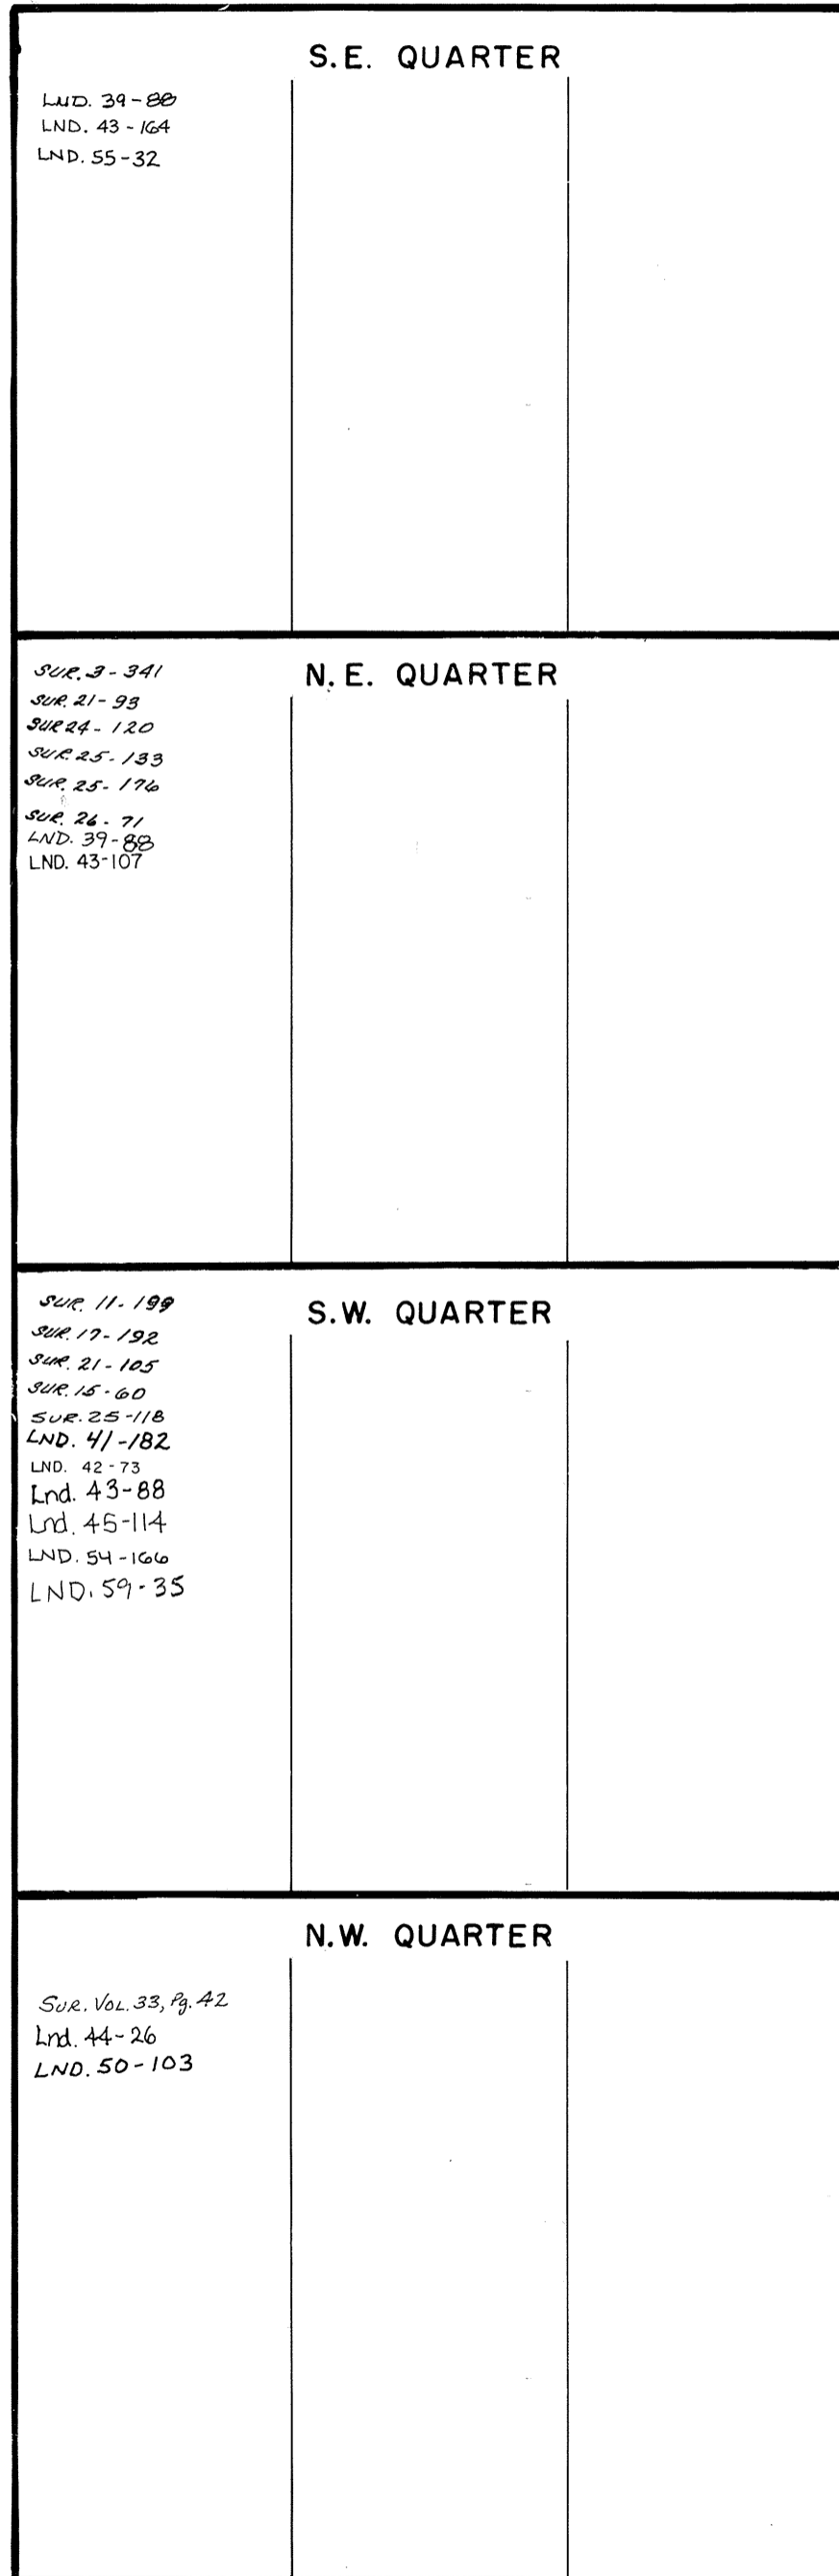 S.E. QUARTER
LND. 39-88
LND. 43-164
LND. 55-32
N.E. QUARTER
SUR. 3-341
SUR. 21-93
SUR 24-120
SUR. 25-133
SUR. 25-176
SUR. 26-71
LND. 39-88
LND. 43-107
S.W. QUARTER
SUR. 11-199
SUR. 17-192
SUR. 21-105
SUR. 15-60
SUR. 25-118
LND. 41-182
LND. 42-73
Lnd. 43-88
Lnd. 45-114
LND. 54-166
LND. 59-35
N.W. QUARTER
SUR. VOL. 33, Pg. 42
Lnd. 44-26
LND. 50-103